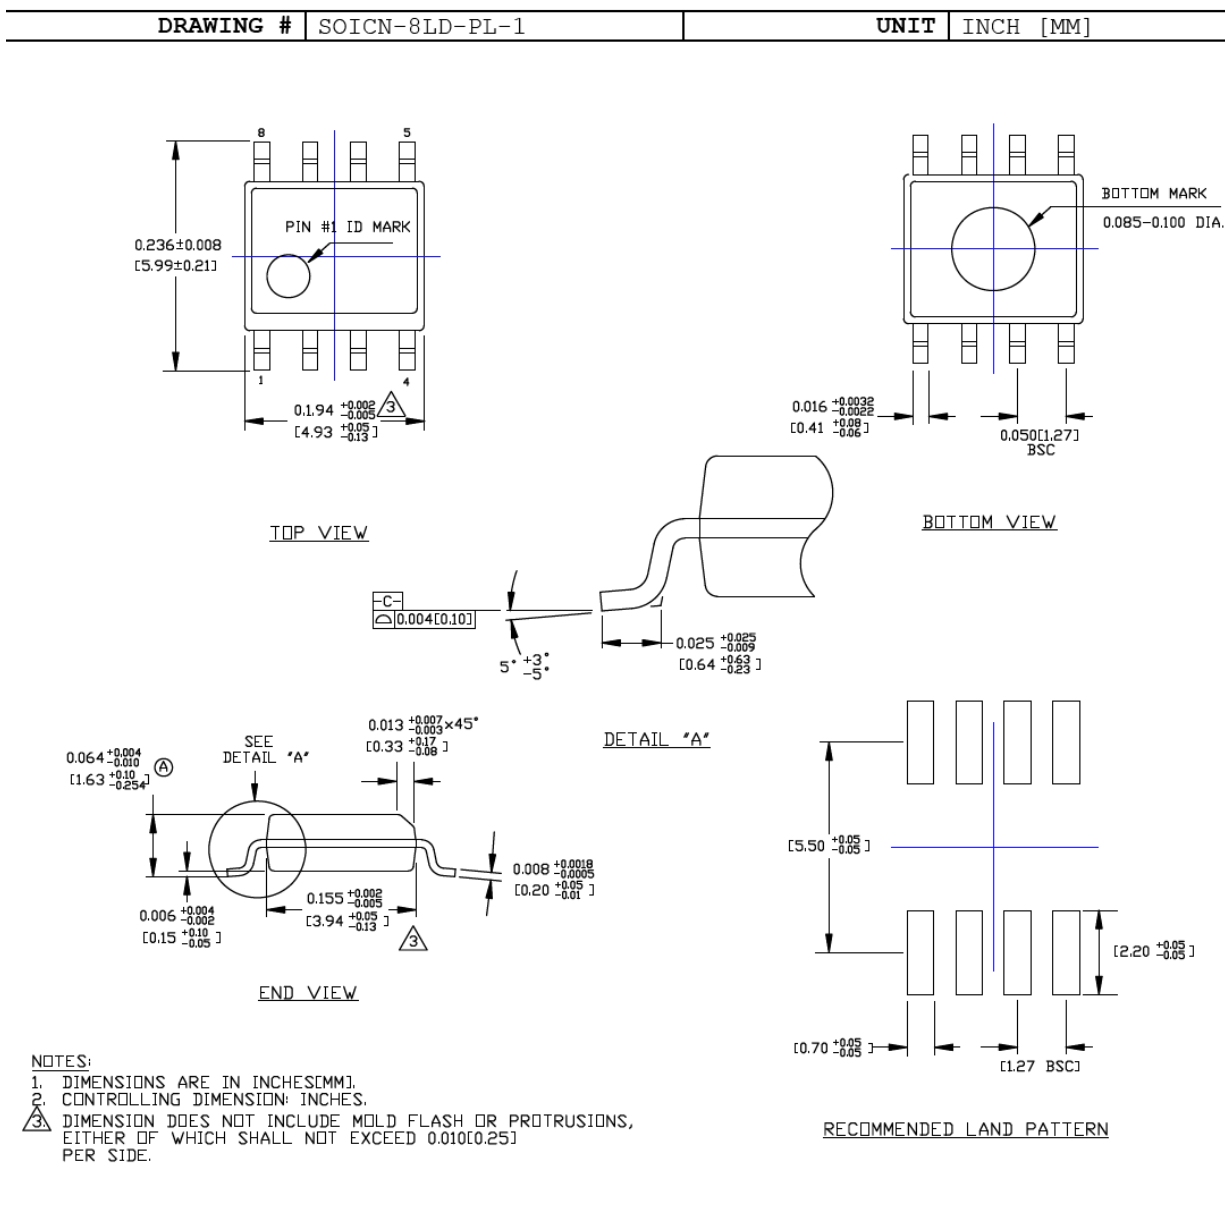 DRAWING # SOICN-8LD-PL-1 UNIT INCH [MM]
8 5
PIN #1 ID MARK
0.236±0.008
[5.99±0.21]
1 4
0.1.94 +0.002 -0.005 3
[4.93 +0.05 -0.13 ]
TOP VIEW
BOTTOM MARK
0.085-0.100 DIA.
0.016 +0.0032 -0.0022
[0.41 +0.08 -0.06 ]
0.050[1.27]
BSC
BOTTOM VIEW
-C-
0.004[0.10]
5° +3° -5°
0.025 +0.025 -0.009
[0.64 +0.63 -0.23 ]
DETAIL "A"
0.064 +0.004 -0.010
[1.63 +0.10 -0.254 ] A
SEE
DETAIL "A"
0.013 +0.007 -0.003 ×45°
[0.33 +0.17 -0.08 ]
0.008 +0.0018 -0.0005
[0.20 +0.05 -0.01 ]
0.155 +0.002 -0.005
[3.94 +0.05 -0.13 ]
3
0.006 +0.004 -0.002
[0.15 +0.10 -0.05 ]
END VIEW
[5.50 +0.05 -0.05 ]
[2.20 +0.05 -0.05 ]
[0.70 +0.05 -0.05 ]
[1.27 BSC]
RECOMMENDED LAND PATTERN
NOTES:
1. DIMENSIONS ARE IN INCHES[MM].
2. CONTROLLING DIMENSION: INCHES.
3. DIMENSION DOES NOT INCLUDE MOLD FLASH OR PROTRUSIONS,
EITHER OF WHICH SHALL NOT EXCEED 0.010[0.25]
PER SIDE.